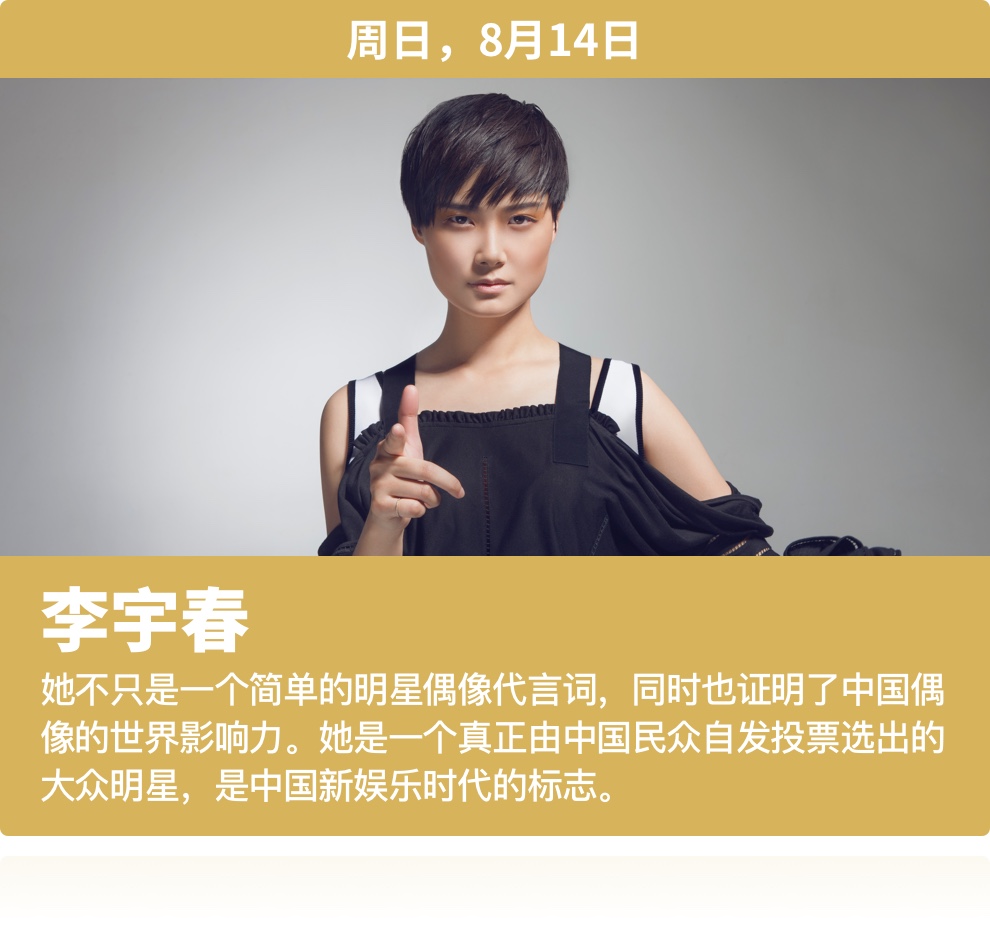 周日，8月14日
李宇春
她不只是一个简单的明星偶像代言词，同时也证明了中国偶
像的世界影响力。她是一个真正由中国民众自发投票选出的
大众明星，是中国新娱乐时代的标志。